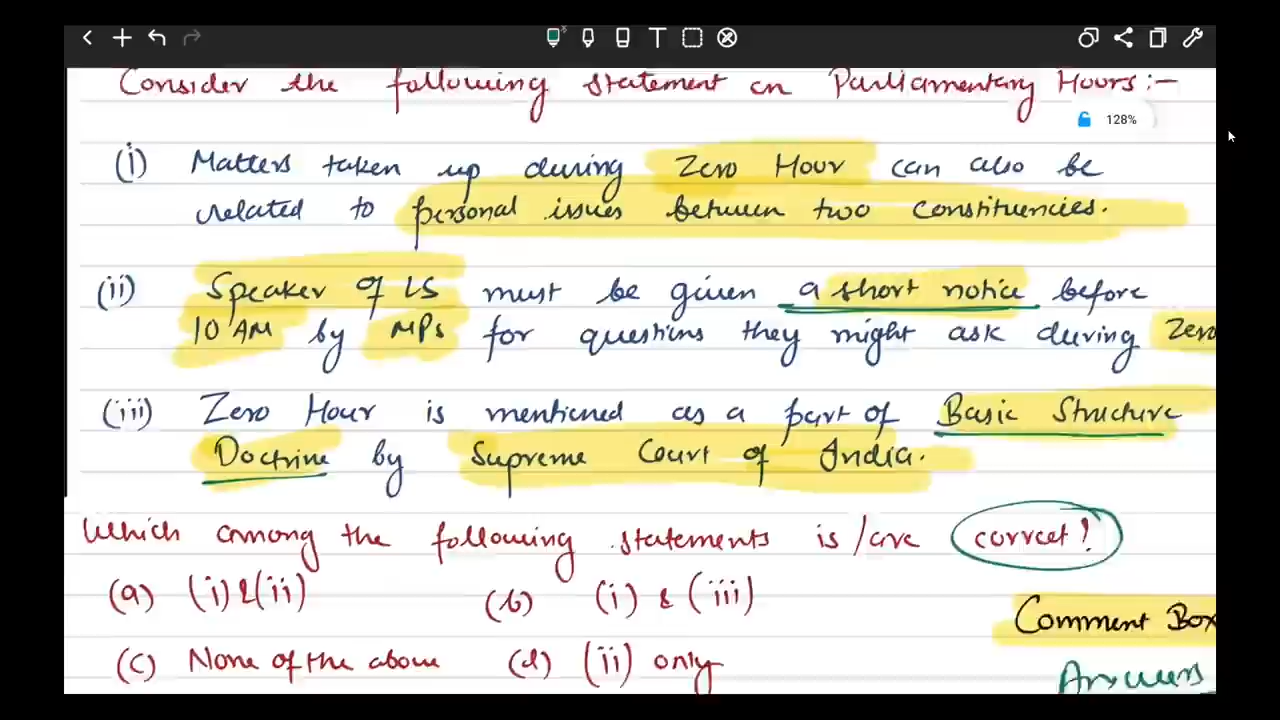 T
Consider the following statement on Parliamentary Hours:-
128%
(i) Matters taken up during Zero Hour can also be
related to personal issues between two constituencies.
(ii) Speaker of LS must be given a short notice before
10 AM by MPs for questions they might ask during Zero
(iii) Zero Hour is mentioned as a part of Basic Structure
Doctrine by Supreme Court of India.
Which among the following statements is/are correct?
(a) (i) & (ii) (b) (i) & (iii)
Comment Box
(c) None of the above (d) (ii) only
Answers